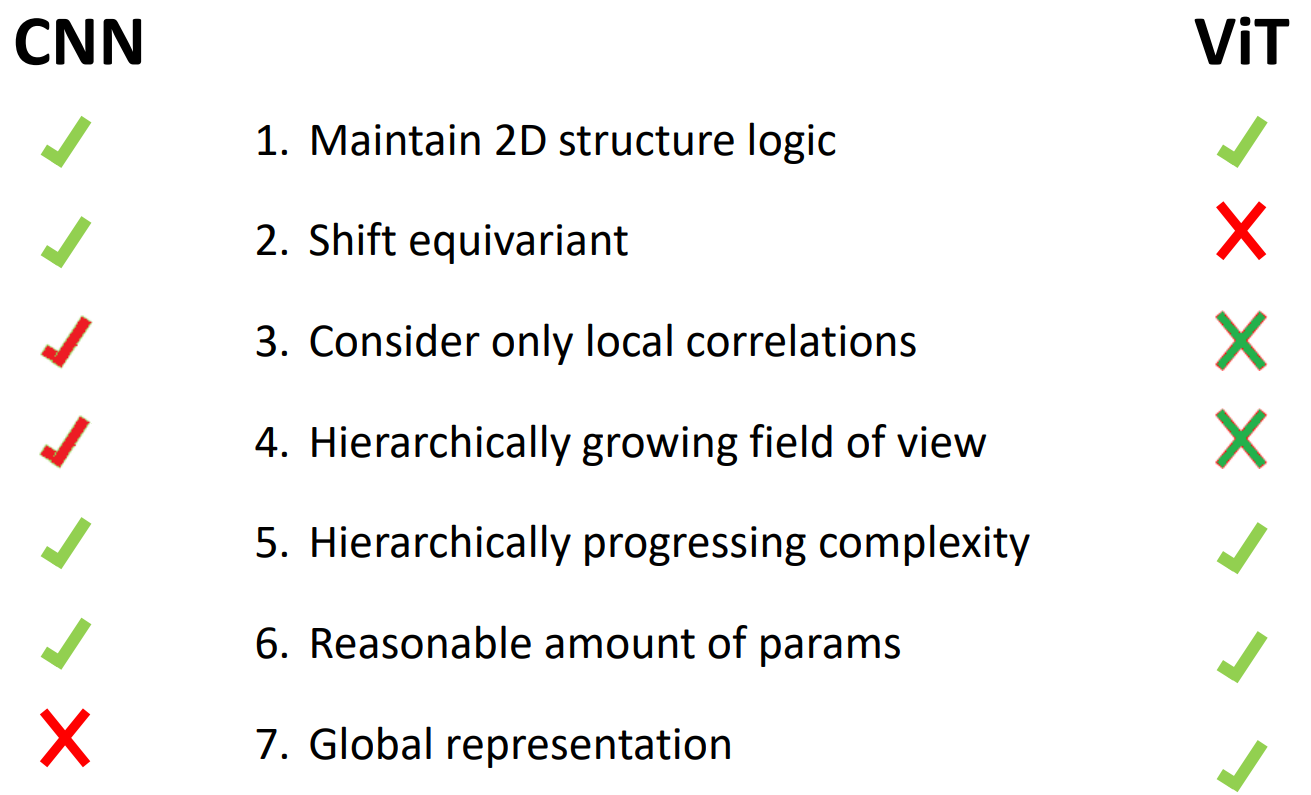 CNN ViT
1. Maintain 2D structure logic
2. Shift equivariant
3. Consider only local correlations
4. Hierarchically growing field of view
5. Hierarchically progressing complexity
6. Reasonable amount of params
7. Global representation